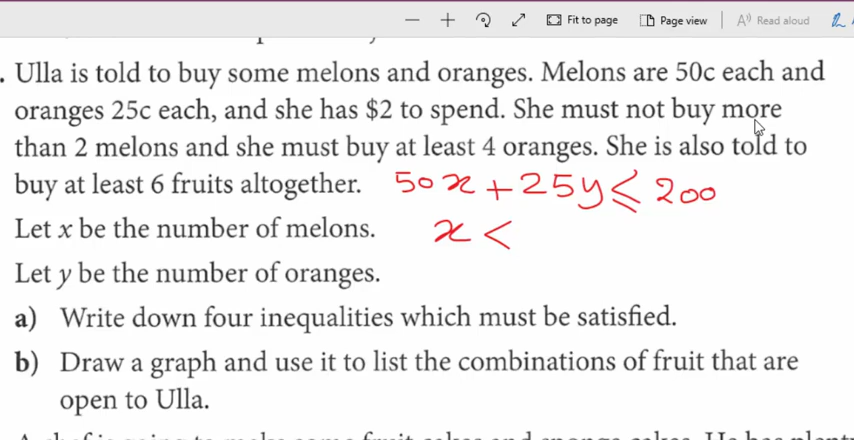 Fit to page Page view Read aloud
. Ulla is told to buy some melons and oranges. Melons are 50c each and
oranges 25c each, and she has $2 to spend. She must not buy more
than 2 melons and she must buy at least 4 oranges. She is also told to
buy at least 6 fruits altogether. 50x + 25y ≤ 200
Let x be the number of melons. x <
Let y be the number of oranges.
a) Write down four inequalities which must be satisfied.
b) Draw a graph and use it to list the combinations of fruit that are
open to Ulla.